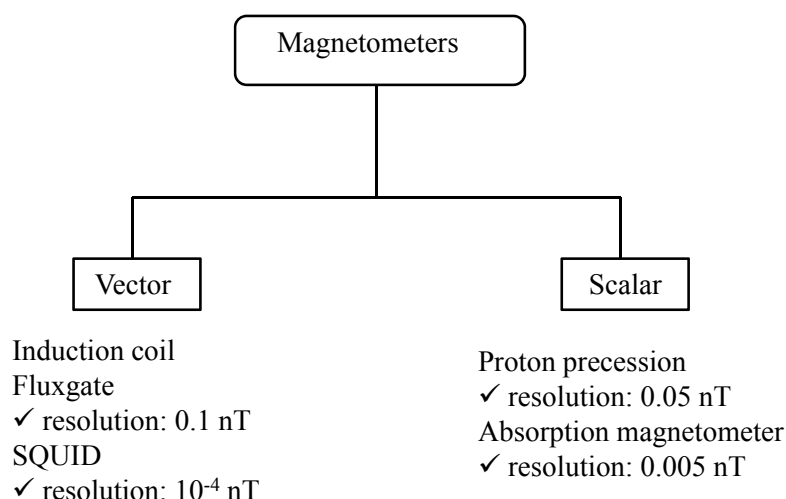 Magnetometers
Vector
Scalar
Induction coil
Fluxgate
✓ resolution: 0.1 nT
SQUID
✓ resolution: 10⁻⁴ nT
Proton precession
✓ resolution: 0.05 nT
Absorption magnetometer
✓ resolution: 0.005 nT